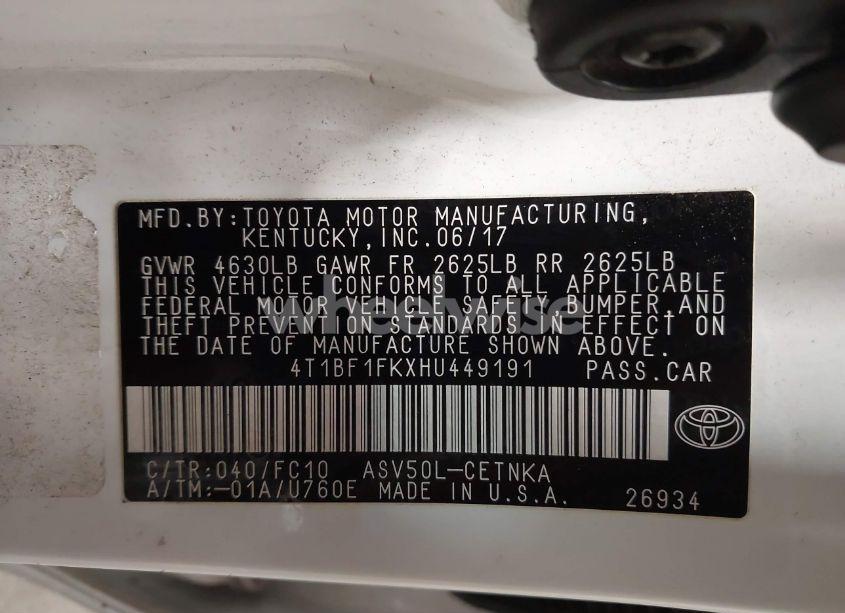 MFD.BY:TOYOTA MOTOR MANUFACTURING,
KENTUCKY,INC.06/17
GVWR 4630LB GAWR FR 2625LB RR 2625LB
THIS VEHICLE CONFORMS TO ALL APPLICABLE
FEDERAL MOTOR VEHICLE SAFETY,BUMPER,AND
THEFT PREVENTION STANDARDS IN EFFECT ON
THE DATE OF MANUFACTURE SHOWN ABOVE.
wheelwise
4T1BF1FKXHU449191 PASS.CAR
C/TR:040/FC10 ASV50L-CETNKA
A/TM:-01A/U760E MADE IN U.S.A. 26934